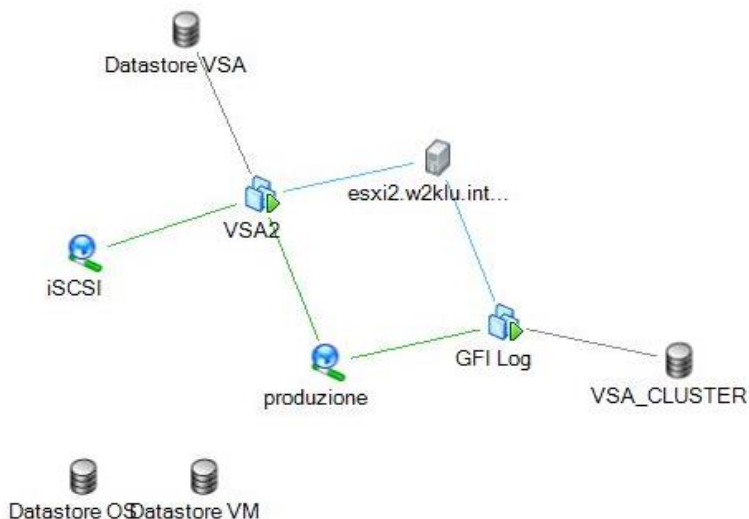 Datastore VSA
esxi2.w2klu.int...
VSA2
iSCSI
GFI Log
produzione
VSA_CLUSTER
Datastore OS
Datastore VM